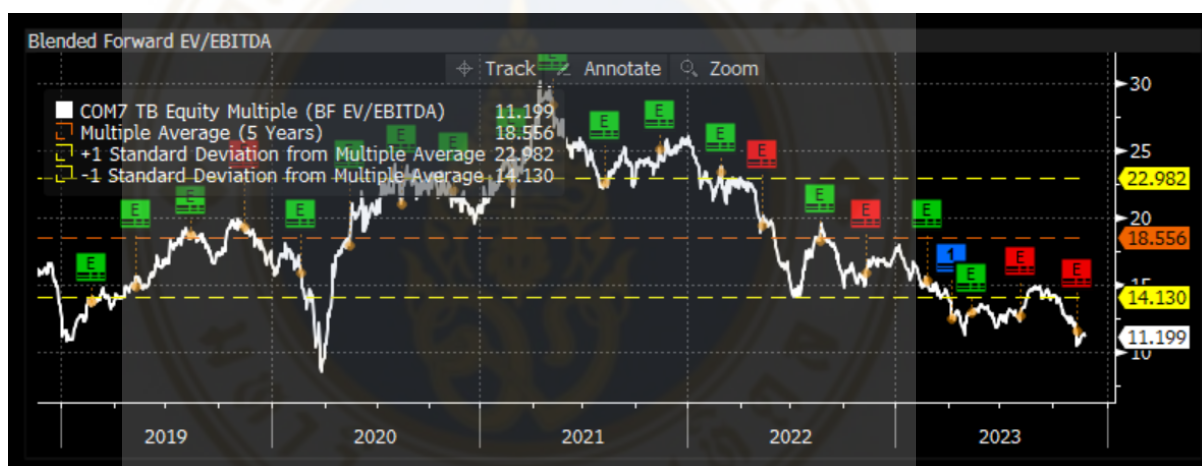 Blended Forward EV/EBITDA
Track Annotate Zoom
COM7 TB Equity Multiple (BF EV/EBITDA) 11.199
Multiple Average (5 Years) 18.556
+1 Standard Deviation from Multiple Average 22.982
-1 Standard Deviation from Multiple Average 14.130
E E E E E E E E E E E E E E E E 1 E E E
30
25
22.982
20
18.556
15
14.130
11.199
10
2019 2020 2021 2022 2023